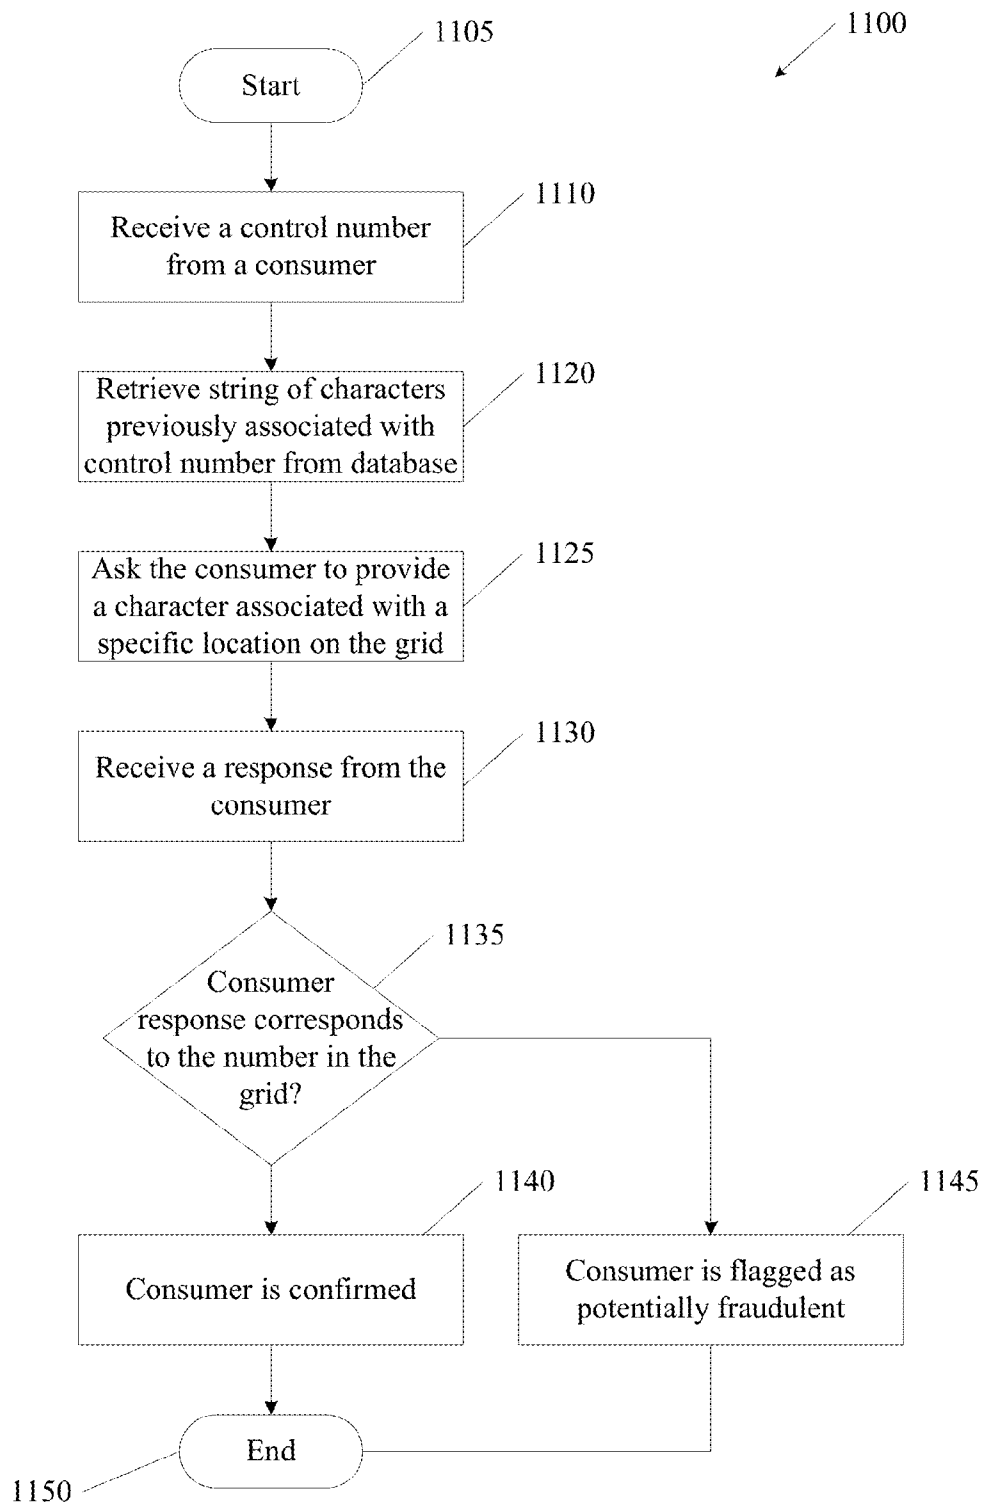 1100
1105
Start
1110
Receive a control number
from a consumer
1120
Retrieve string of characters
previously associated with
control number from database
1125
Ask the consumer to provide
a character associated with a
specific location on the grid
1130
Receive a response from the
consumer
1135
Consumer
response corresponds
to the number in the
grid?
1140
Consumer is confirmed
1145
Consumer is flagged as
potentially fraudulent
End
1150